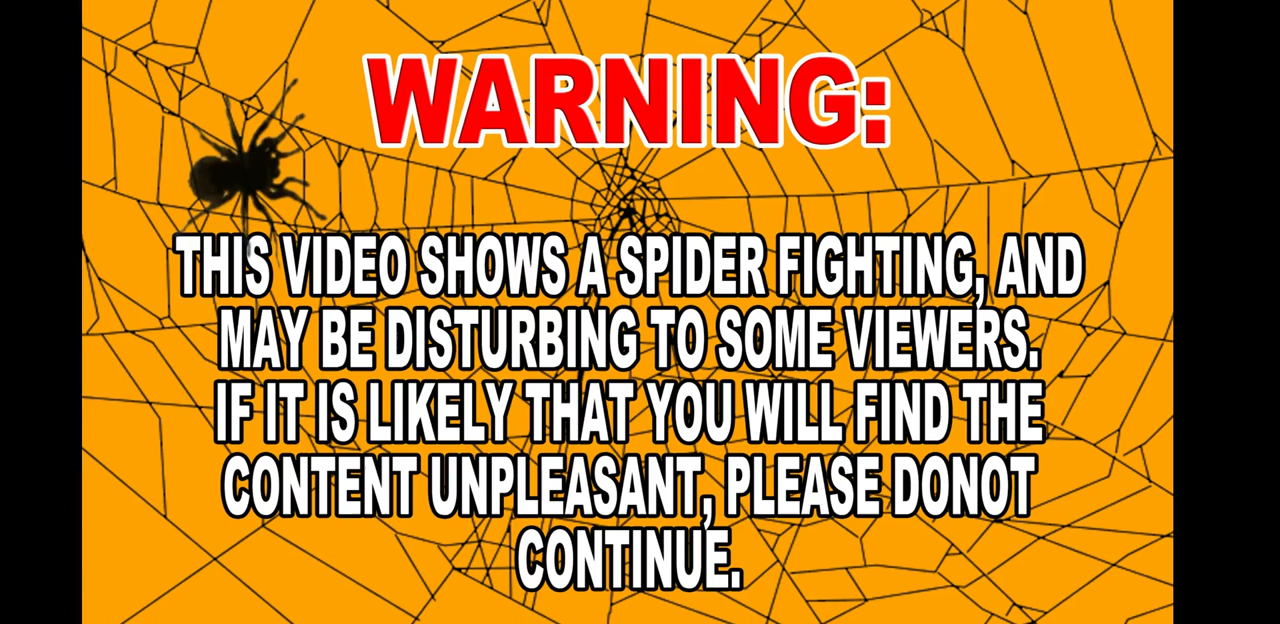 WARNING:
THIS VIDEO SHOWS A SPIDER FIGHTING, AND
MAY BE DISTURBING TO SOME VIEWERS.
IF IT IS LIKELY THAT YOU WILL FIND THE
CONTENT UNPLEASANT, PLEASE DONOT
CONTINUE.